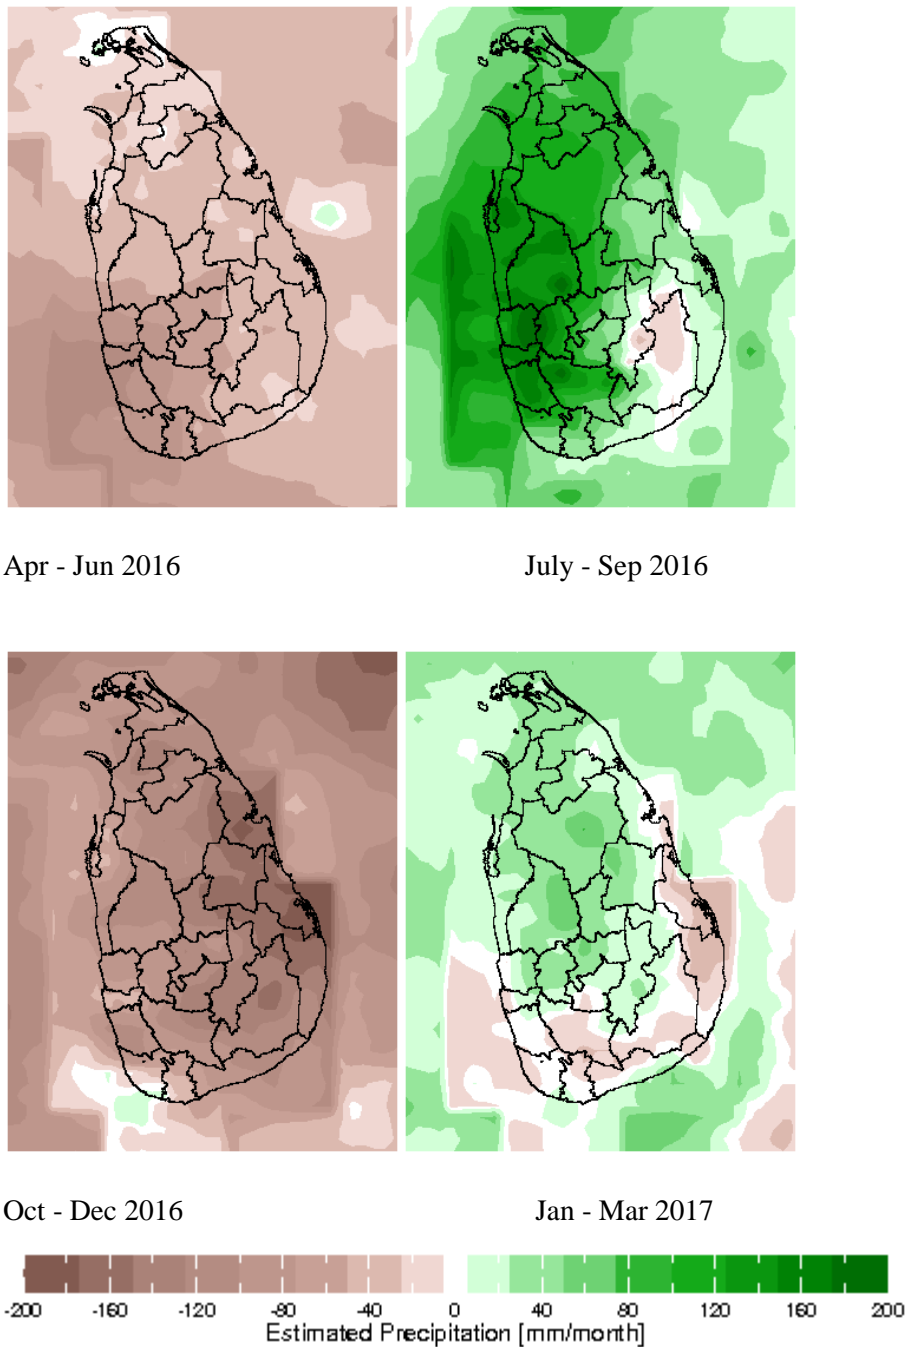 Apr - Jun 2016
July - Sep 2016
Oct - Dec 2016
Jan - Mar 2017
-200 -160 -120 -80 -40 0 40 80 120 160 200
Estimated Precipitation [mm/month]